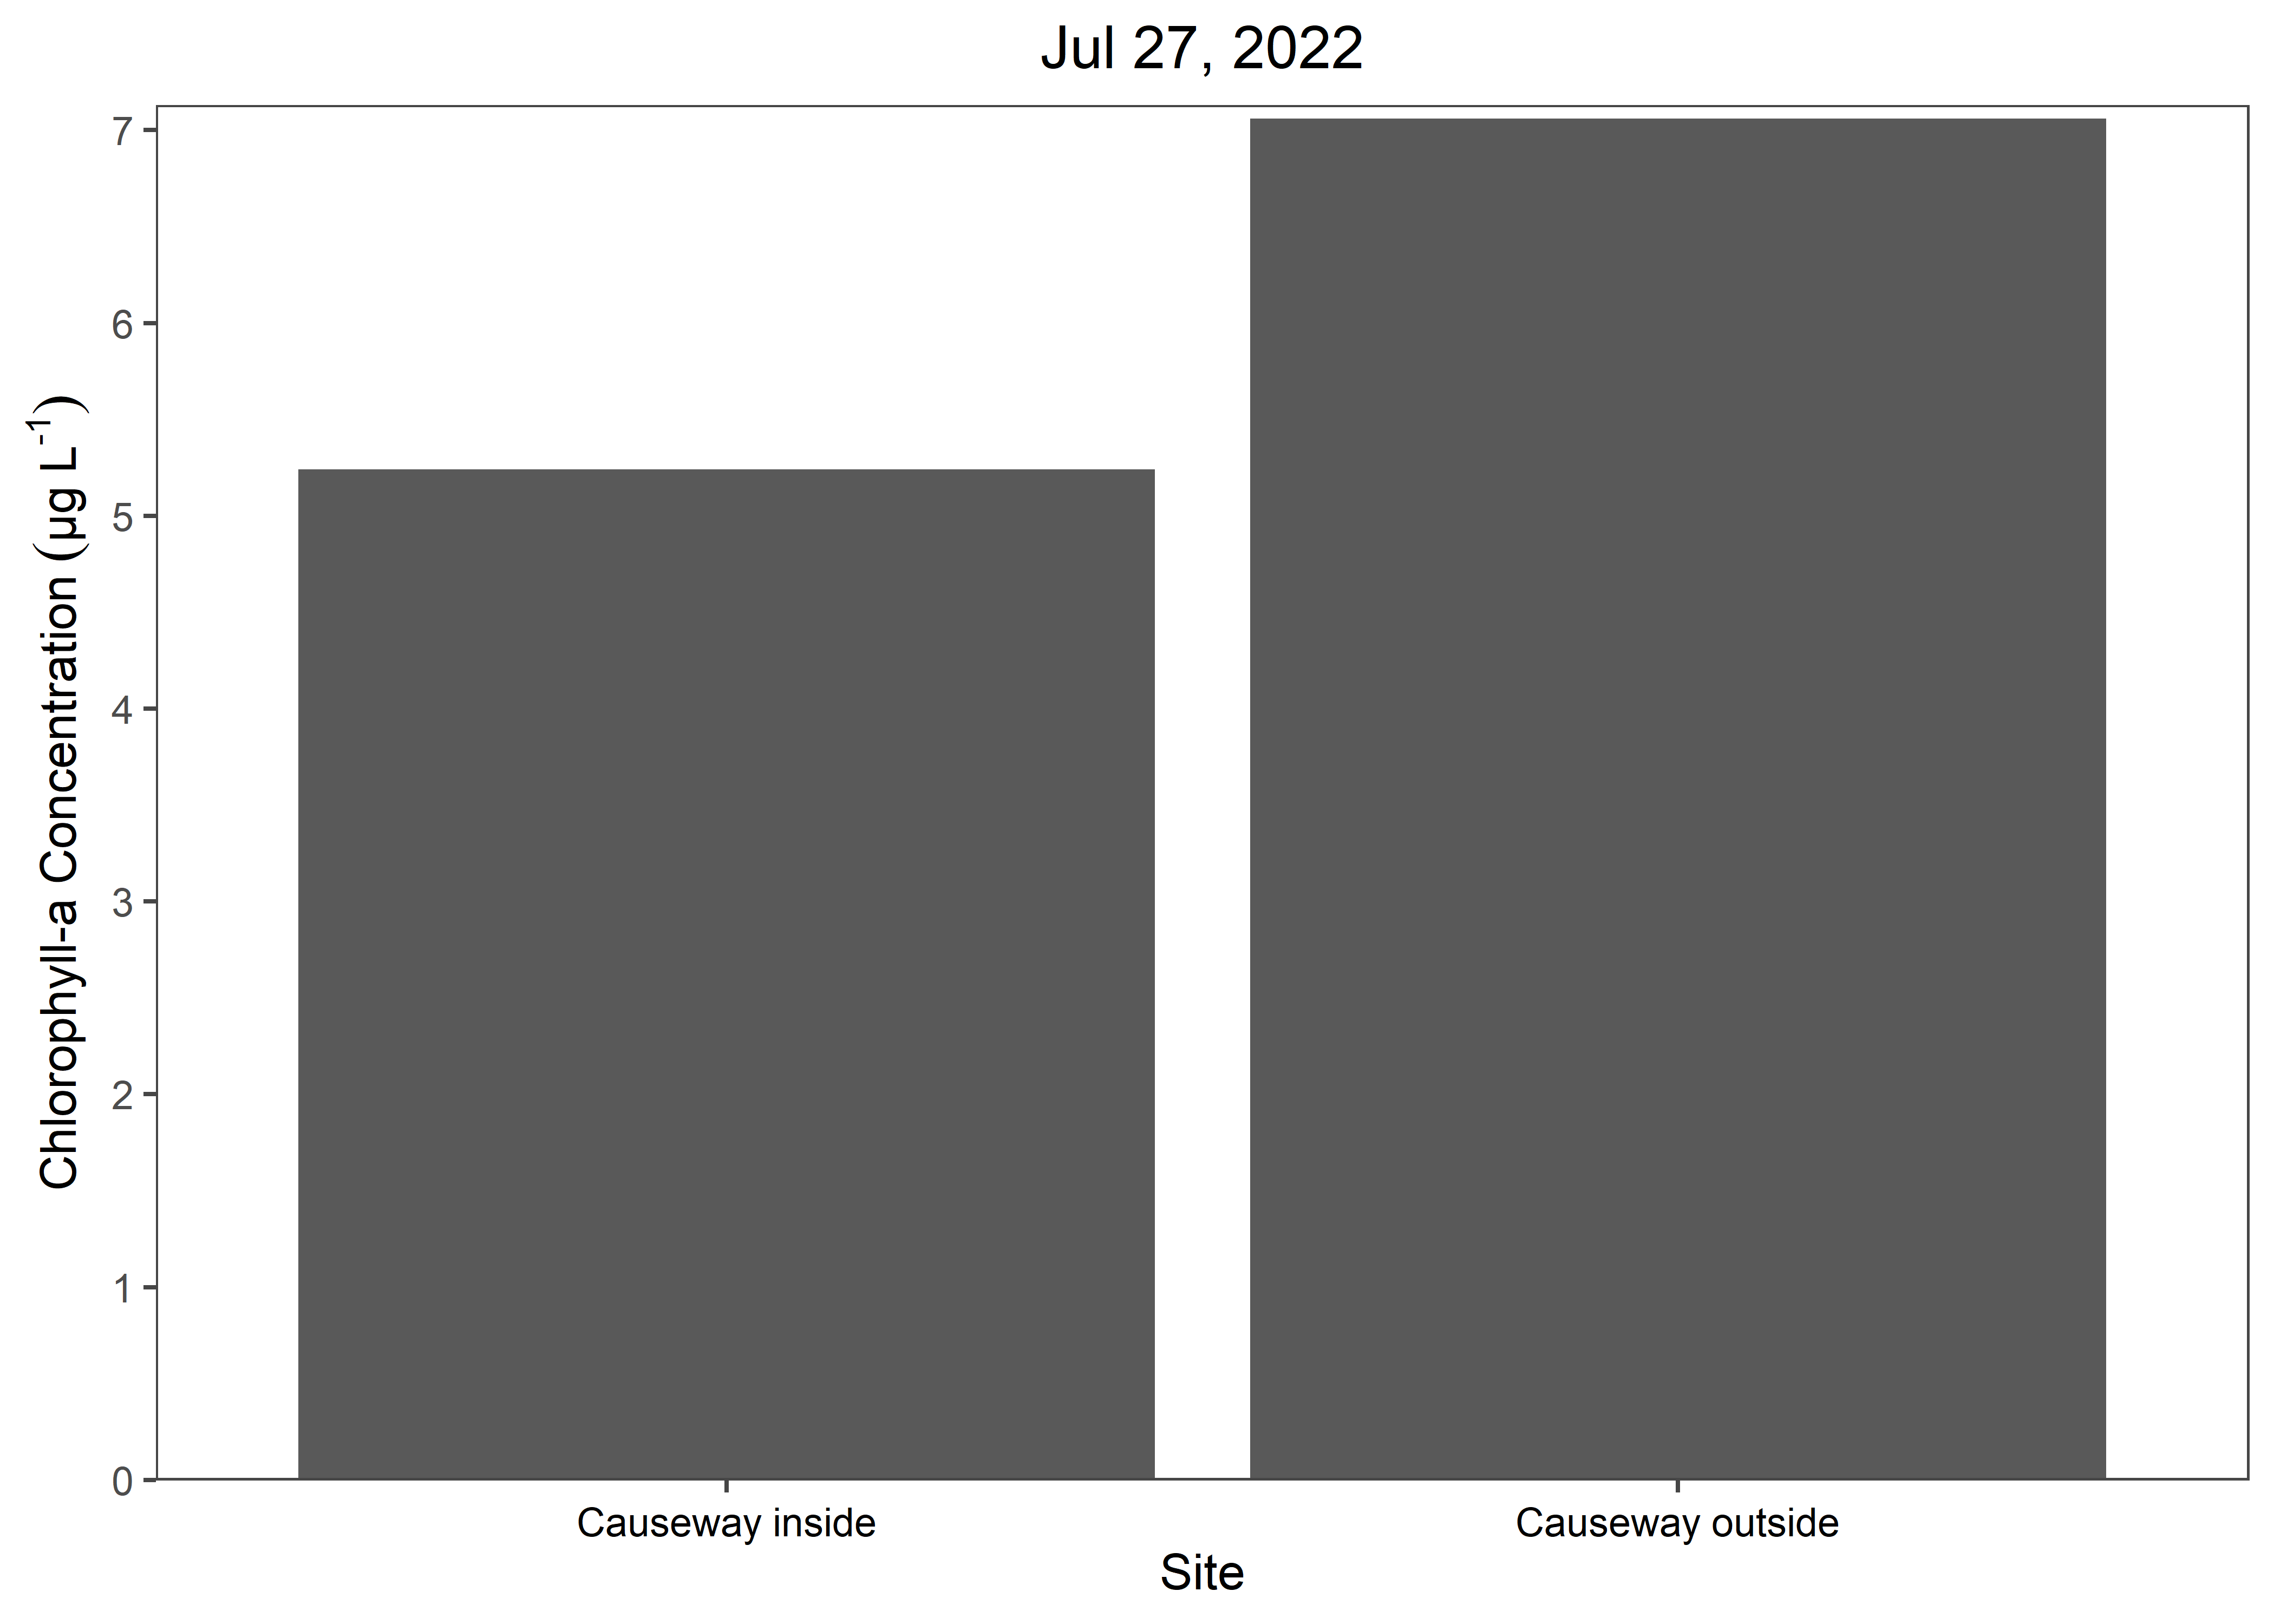 Jul 27, 2022
Chlorophyll-a Concentration (µg L⁻¹)
7
6
5
4
3
2
1
0
Causeway inside
Causeway outside
Site